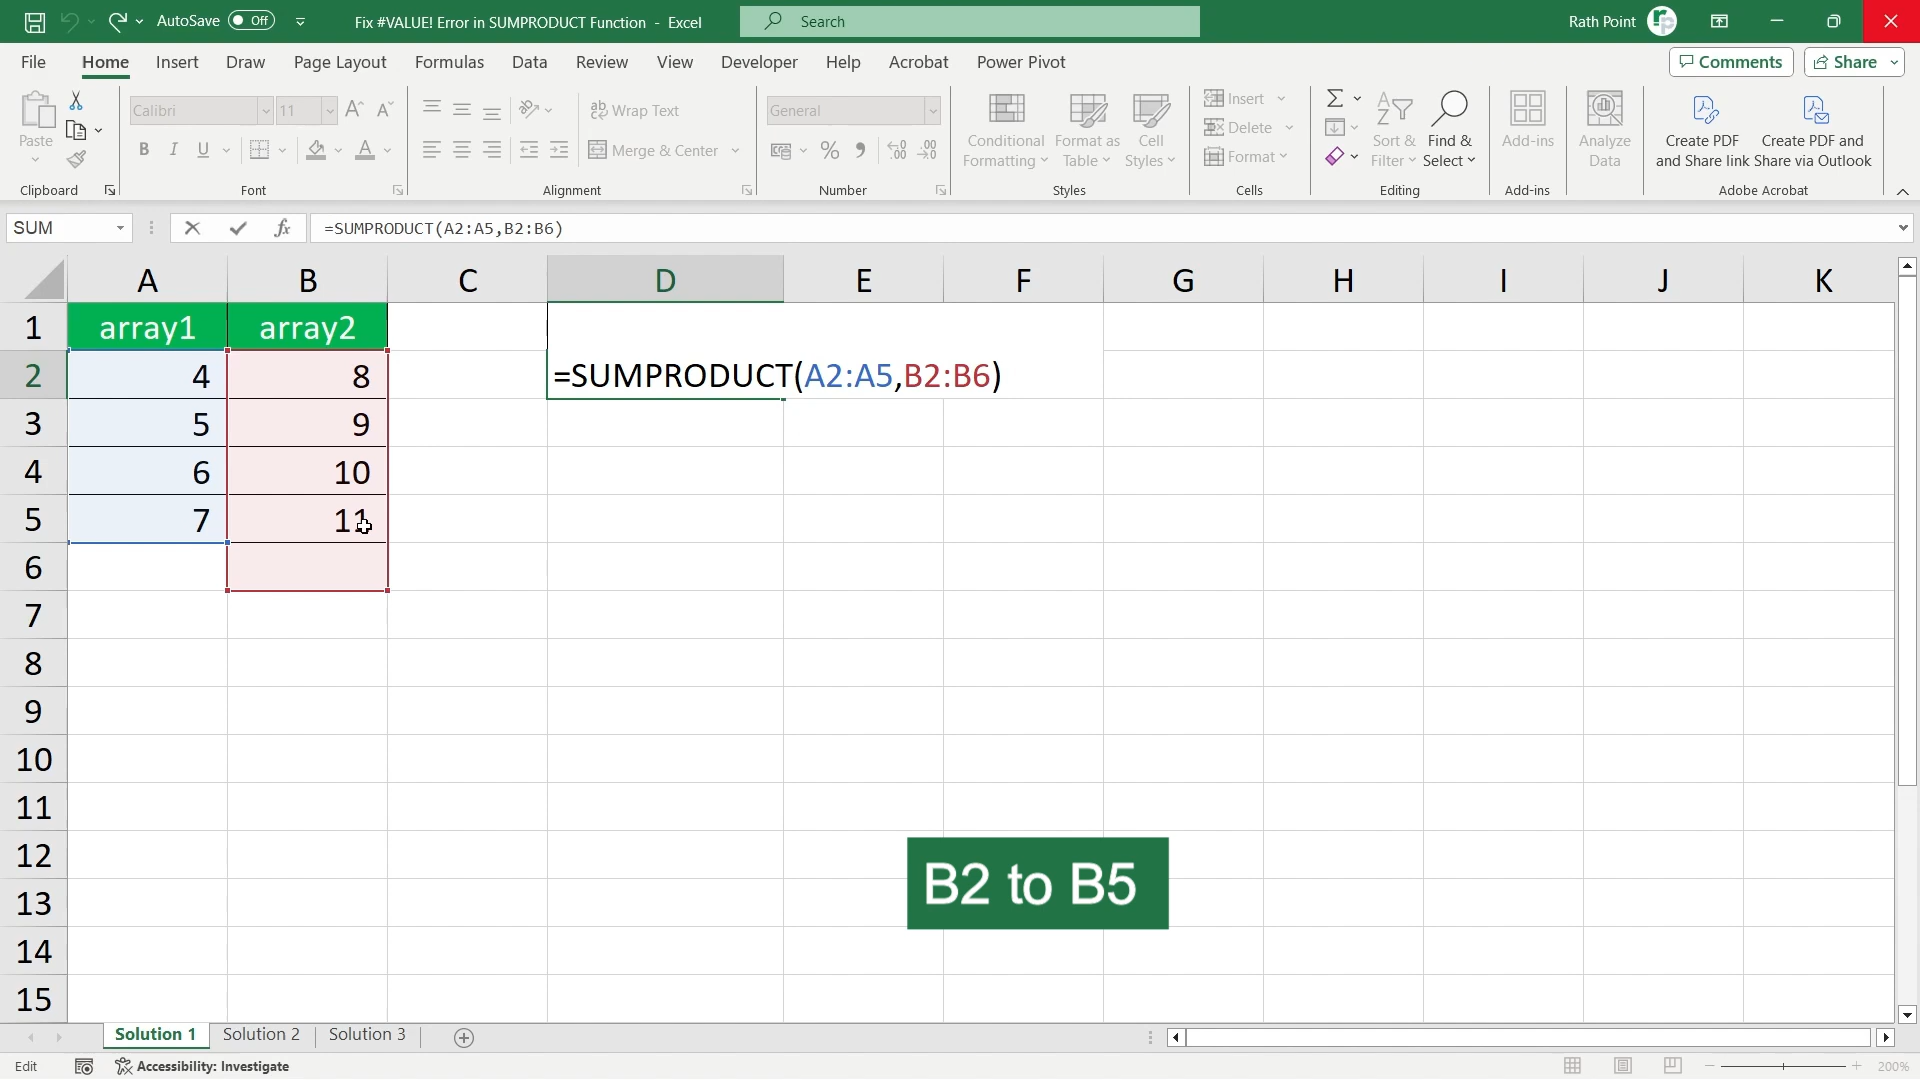 AutoSave Off Fix #VALUE! Error in SUMPRODUCT Function - Excel Search Rath Point rp
File Home Insert Draw Page Layout Formulas Data Review View Developer Help Acrobat Power Pivot Comments Share
Paste Calibri 11 B I U Wrap Text Merge & Center General % Conditional Formatting Format as Table Cell Styles Insert Delete Format Sort & Filter Find & Select Add-ins Analyze Data Create PDF and Share link Create PDF and Share via Outlook
Clipboard Font Alignment Number Styles Cells Editing Add-ins Adobe Acrobat
SUM fx =SUMPRODUCT(A2:A5,B2:B6)
A B C D E F G H I J K
1 array1 array2
2 4 8 =SUMPRODUCT(A2:A5,B2:B6)
3 5 9
4 6 10
5 7 11
6
7
8
9
10
11
12
B2 to B5
13
14
15
Solution 1 Solution 2 Solution 3
Edit Accessibility: Investigate 200%